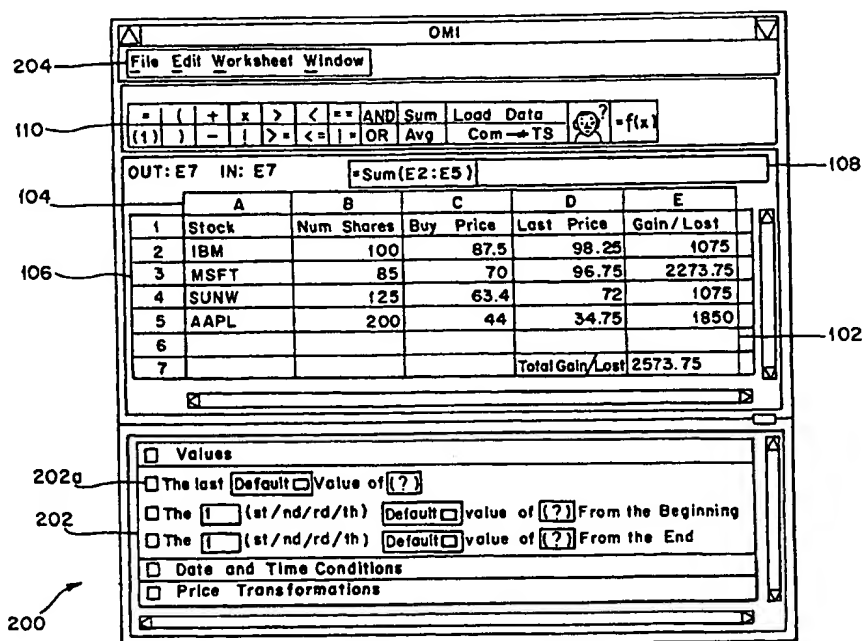 OMI
204 File Edit Worksheet Window
110 = ( + x > < == AND Sum Load Data ? =f(x)
(1) ) − | >= <= |= OR Avg Com→TS
OUT: E7 IN: E7 =Sum(E2:E5) 108
104 A B C D E
1 Stock Num Shares Buy Price Last Price Gain/Lost
2 IBM 100 87.5 98.25 1075
106 3 MSFT 85 70 96.75 2273.75
4 SUNW 125 63.4 72 1075
5 AAPL 200 44 34.75 1850
6 102
7 Total Gain/Lost 2573.75
Values
202a The last Default Value of (?)
202 The 1 (st/nd/rd/th) Default value of (?) From the Beginning
The 1 (st/nd/rd/th) Default value of (?) From the End
Date and Time Conditions
200 Price Transformations